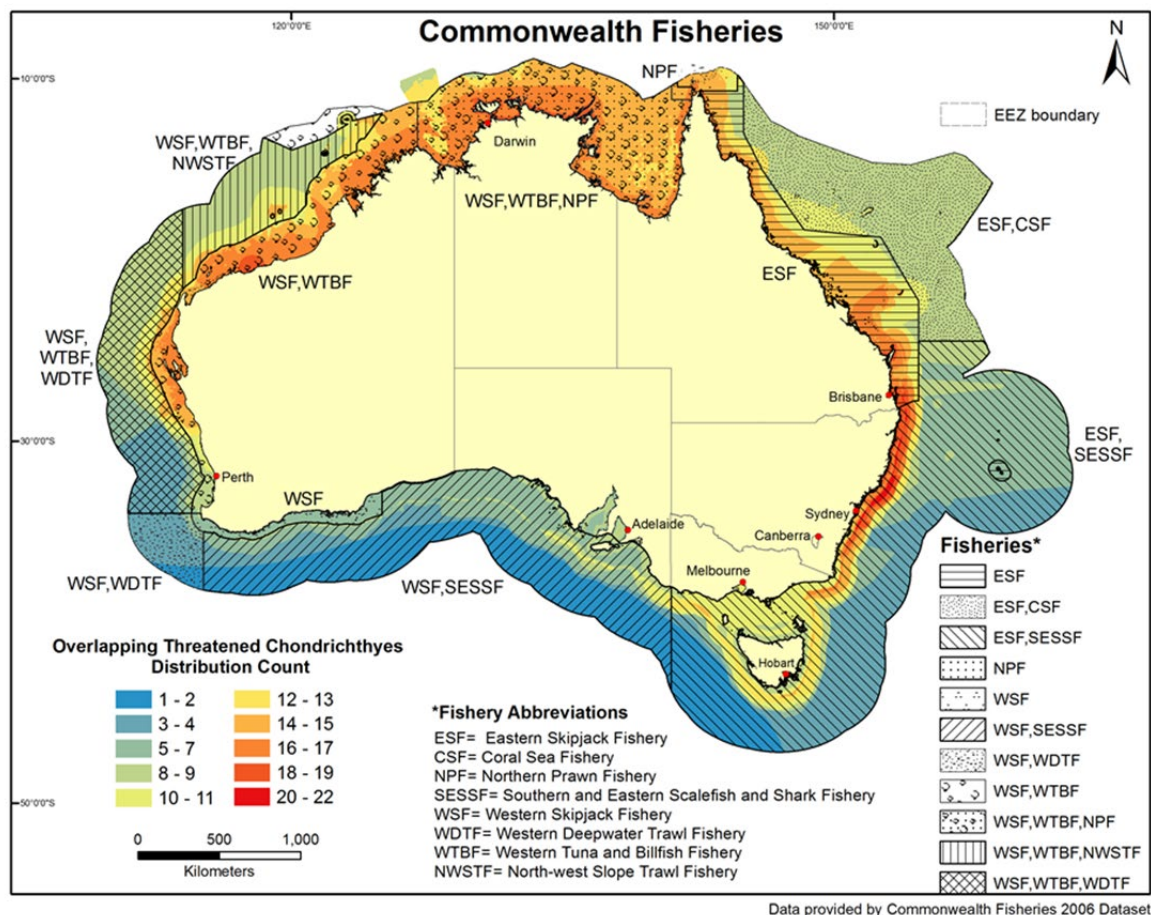 Commonwealth Fisheries
120°0'0"E
150°0'0"E
10°0'0"S
30°0'0"S
50°0'0"S
N
EEZ boundary
NPF
WSF,WTBF,
NWSTF
Darwin
WSF,WTBF,NPF
WSF,WTBF
ESF
ESF,CSF
WSF,
WTBF,
WDTF
Brisbane
ESF,
SESSF
Perth
WSF
Adelaide
Sydney
Canberra
Melbourne
Hobart
WSF,WDTF
WSF,SESSF
Overlapping Threatened Chondrichthyes
Distribution Count
1 - 2
3 - 4
5 - 7
8 - 9
10 - 11
12 - 13
14 - 15
16 - 17
18 - 19
20 - 22
0 500 1,000
Kilometers
*Fishery Abbreviations
ESF= Eastern Skipjack Fishery
CSF= Coral Sea Fishery
NPF= Northern Prawn Fishery
SESSF= Southern and Eastern Scalefish and Shark Fishery
WSF= Western Skipjack Fishery
WDTF= Western Deepwater Trawl Fishery
WTBF= Western Tuna and Billfish Fishery
NWSTF= North-west Slope Trawl Fishery
Fisheries*
ESF
ESF,CSF
ESF,SESSF
NPF
WSF
WSF,SESSF
WSF,WDTF
WSF,WTBF
WSF,WTBF,NPF
WSF,WTBF,NWSTF
WSF,WTBF,WDTF
Data provided by Commonwealth Fisheries 2006 Dataset